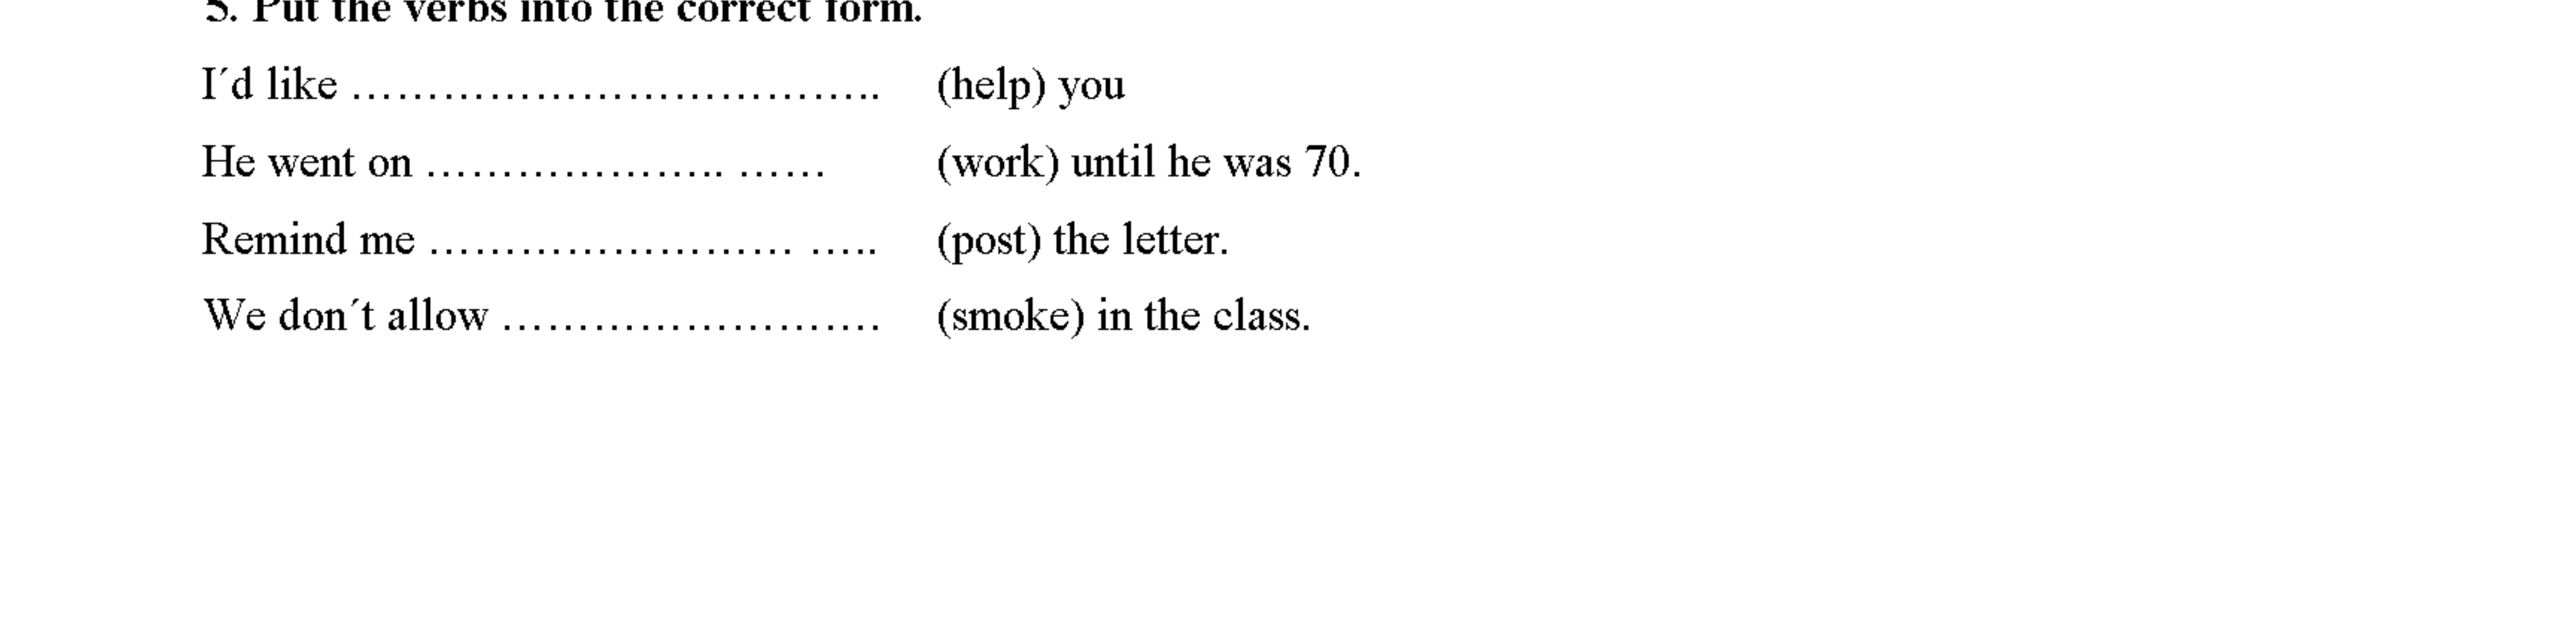 5. Put the verbs into the correct form.
I´d like ……………………………. (help) you
He went on ………………. …… (work) until he was 70.
Remind me …………………… ….. (post) the letter.
We don´t allow ……………………. (smoke) in the class.